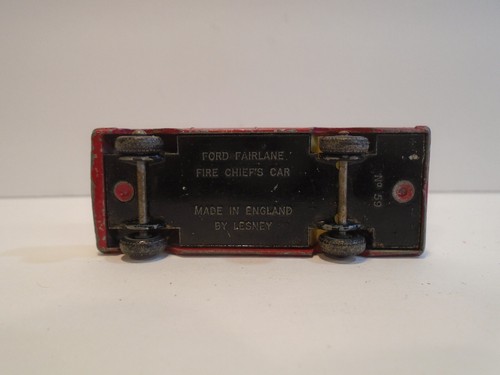 FORD FAIRLANE
FIRE CHIEF'S CAR
MADE IN ENGLAND
BY LESNEY
No 59